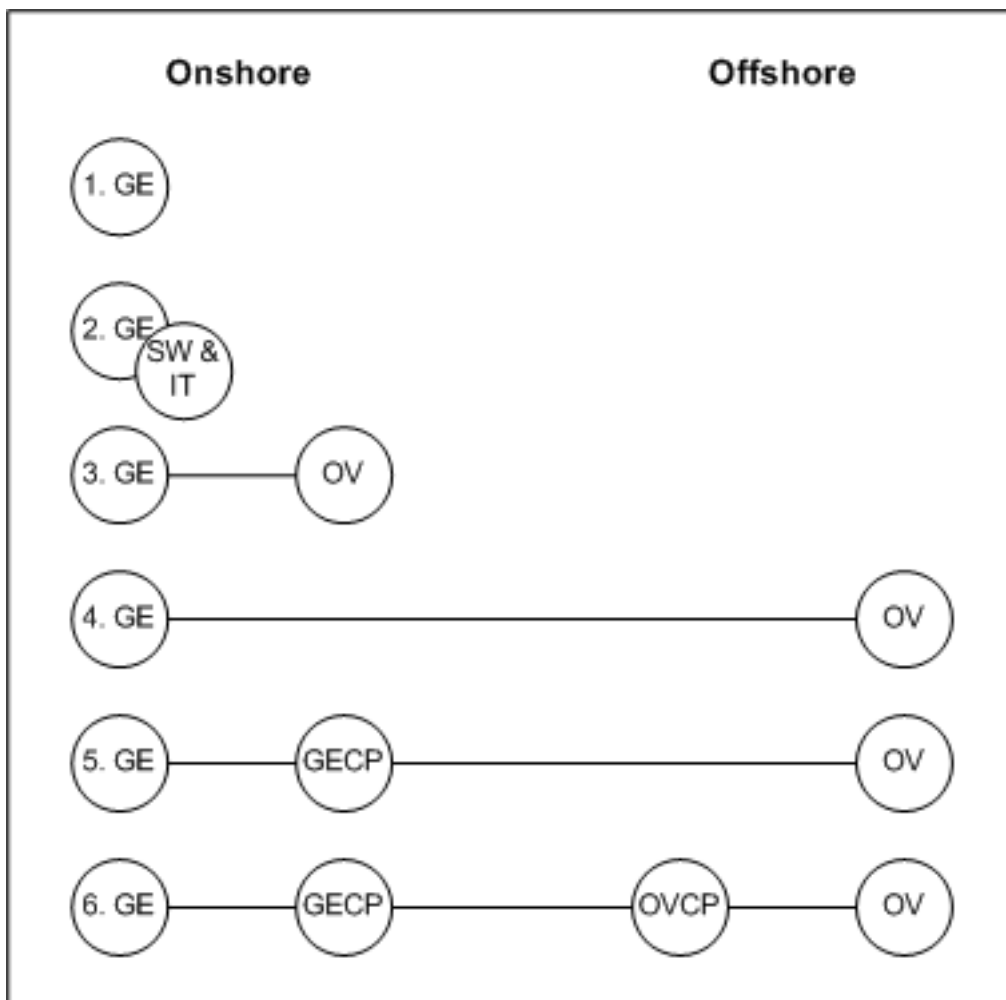 Onshore Offshore
1. GE
2. GE
SW &
IT
3. GE OV
4. GE OV
5. GE GECP OV
6. GE GECP OVCP OV